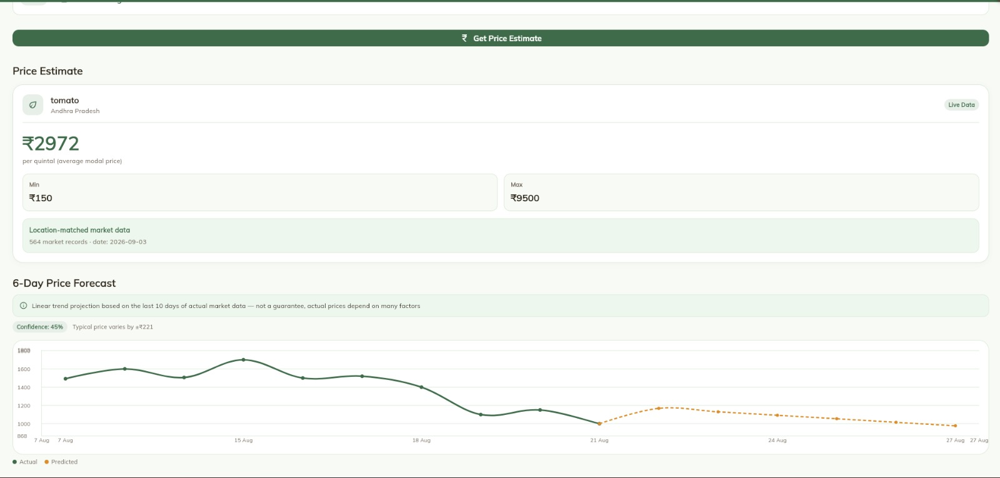 ₹ Get Price Estimate
Price Estimate
tomato
Andhra Pradesh
Live Data
₹2972
per quintal (average modal price)
Min
₹150
Max
₹9500
Location-matched market data
564 market records · date: 2026-09-03
6-Day Price Forecast
Linear trend projection based on the last 10 days of actual market data — not a guarantee, actual prices depend on many factors
Confidence: 45% Typical price varies by ±₹221
1800
1600
1400
1200
1000
868
7 Aug 7 Aug 15 Aug 18 Aug 21 Aug 24 Aug 27 Aug 27 Aug
Actual Predicted